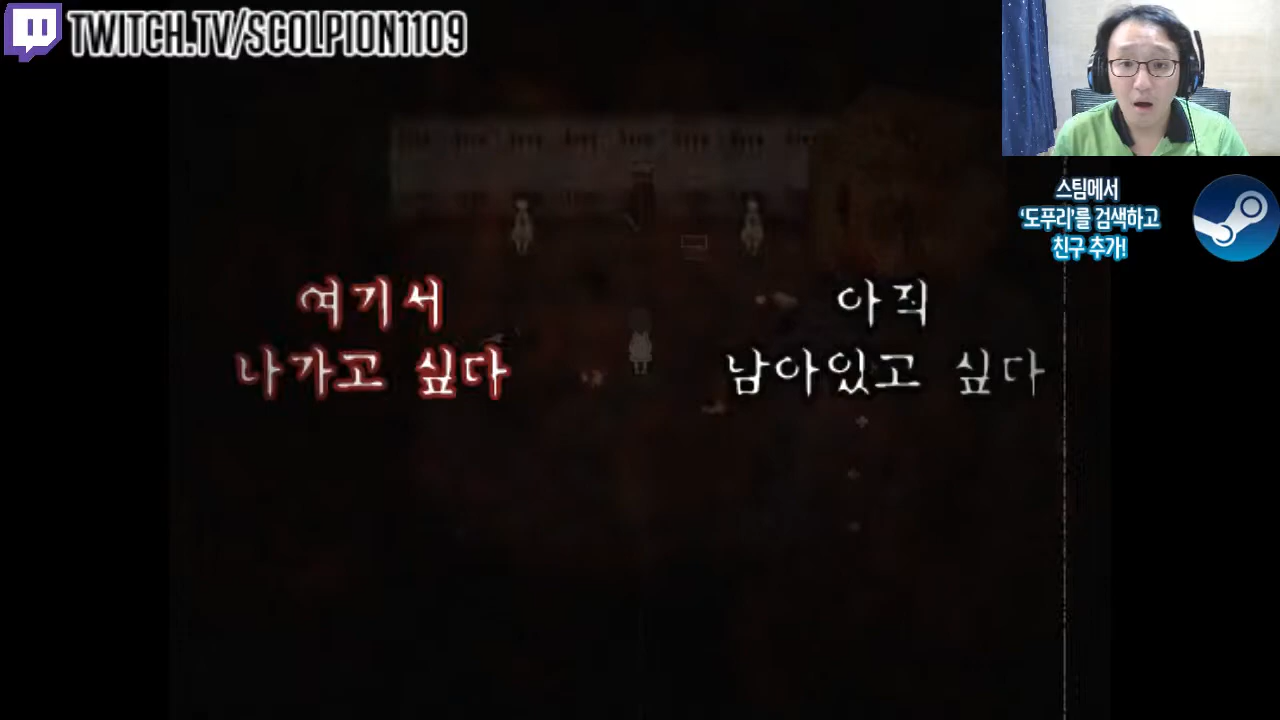 TWITCH.TV/SCOLPION1109
스팀에서
'도푸리'를 검색하고
친구 추가!
여기서
나가고 싶다
아직
남아있고 싶다